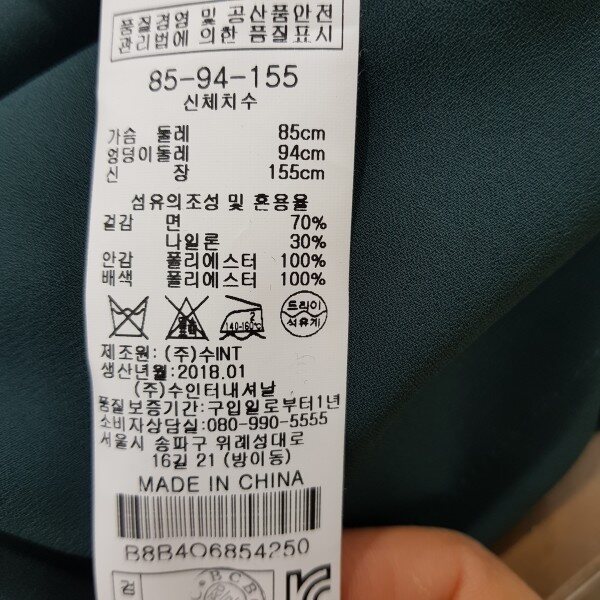 품질경영 및 공산품안전
관리법에 의한 품질표시
85-94-155
신체치수
가슴 둘레 85cm
엉덩이둘레 94cm
신 장 155cm
섬유의조성 및 혼용율
겉감 면 70%
나일론 30%
안감 폴리에스터 100%
배색 폴리에스터 100%
2 140-160℃ 드라이 석유계
제조원: (주)수INT
생산년월:2018.01
(주)수인터내셔날
품질보증기간:구입일로부터1년
소비자상담실:080-990-5555
서울시 송파구 위례성대로
16길 21 (방이동)
MADE IN CHINA
B8B4O6854250
검 BCBG